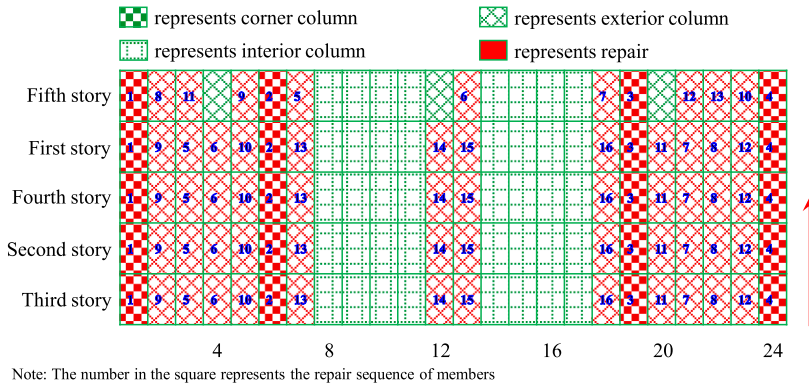 represents corner column represents exterior column
represents interior column represents repair
Fifth story 1 8 11 9 2 5 6 7 3 12 13 10 4
First story 1 9 5 6 10 2 13 14 15 16 3 11 7 8 12 4
Fourth story 1 9 5 6 10 2 13 14 15 16 3 11 7 8 12 4
Second story 1 9 5 6 10 2 13 14 15 16 3 11 7 8 12 4
Third story 1 9 5 6 10 2 13 14 15 16 3 11 7 8 12 4
4 8 12 16 20 24
Note: The number in the square represents the repair sequence of members